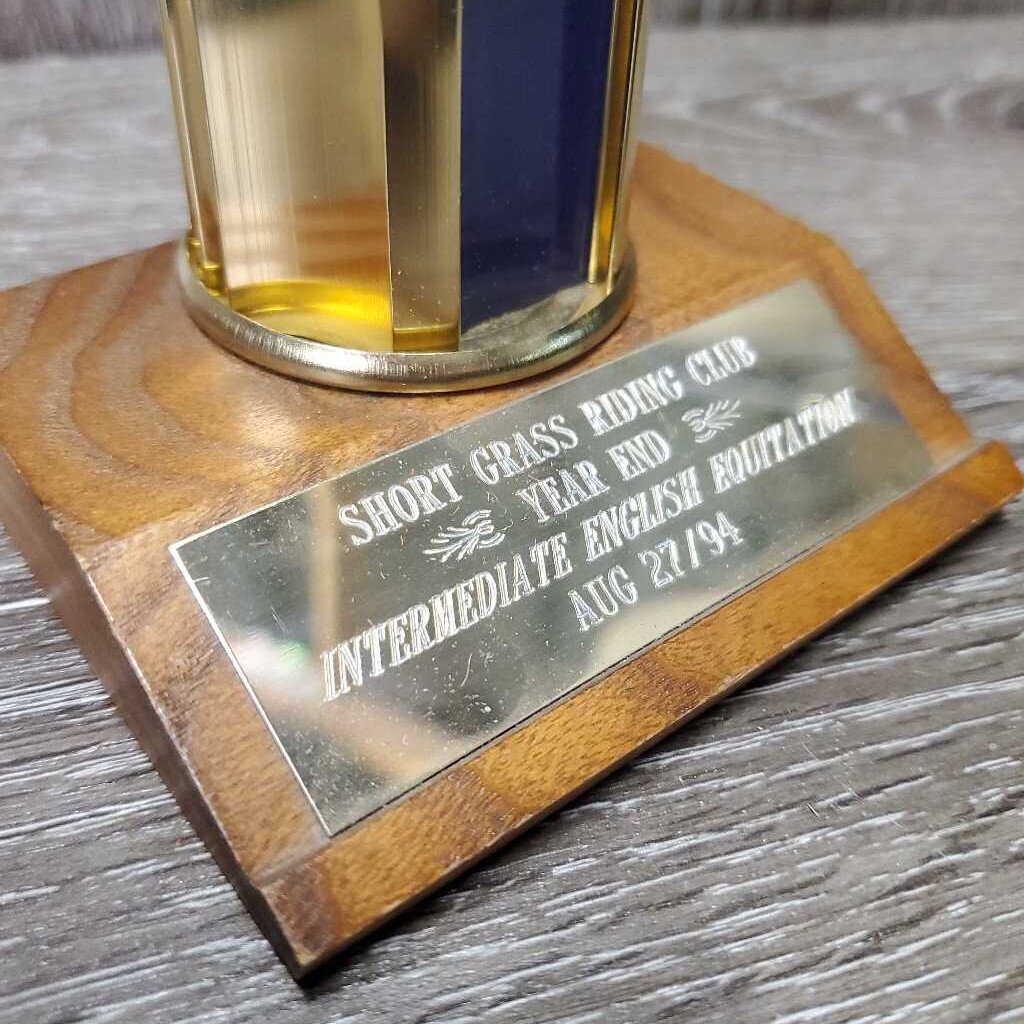 SHORT GRASS RIDING CLUB
YEAR END
INTERMEDIATE ENGLISH EQUITATION
AUG 27/94